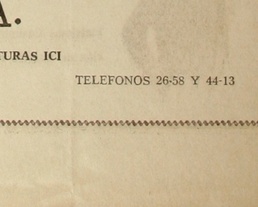 A.
TURAS ICI
TELEFONOS 26-58 Y 44-13